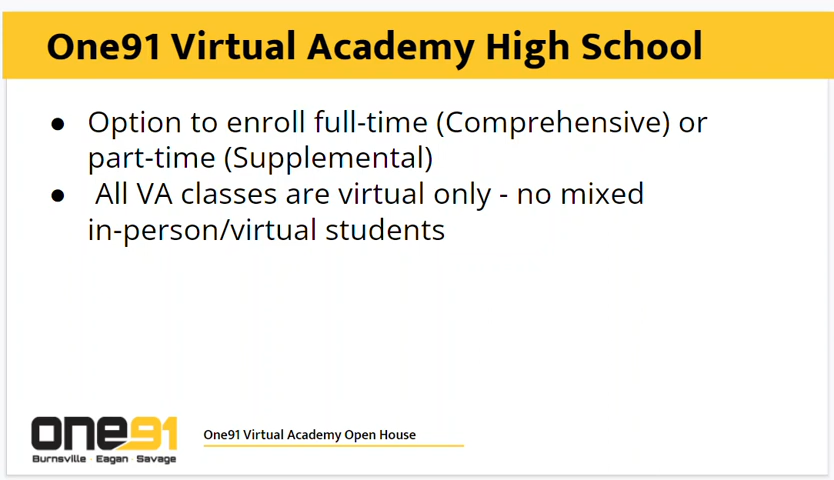 One91 Virtual Academy High School
● Option to enroll full-time (Comprehensive) or
part-time (Supplemental)
● All VA classes are virtual only - no mixed
in-person/virtual students
one91
Burnsville · Eagan · Savage
One91 Virtual Academy Open House